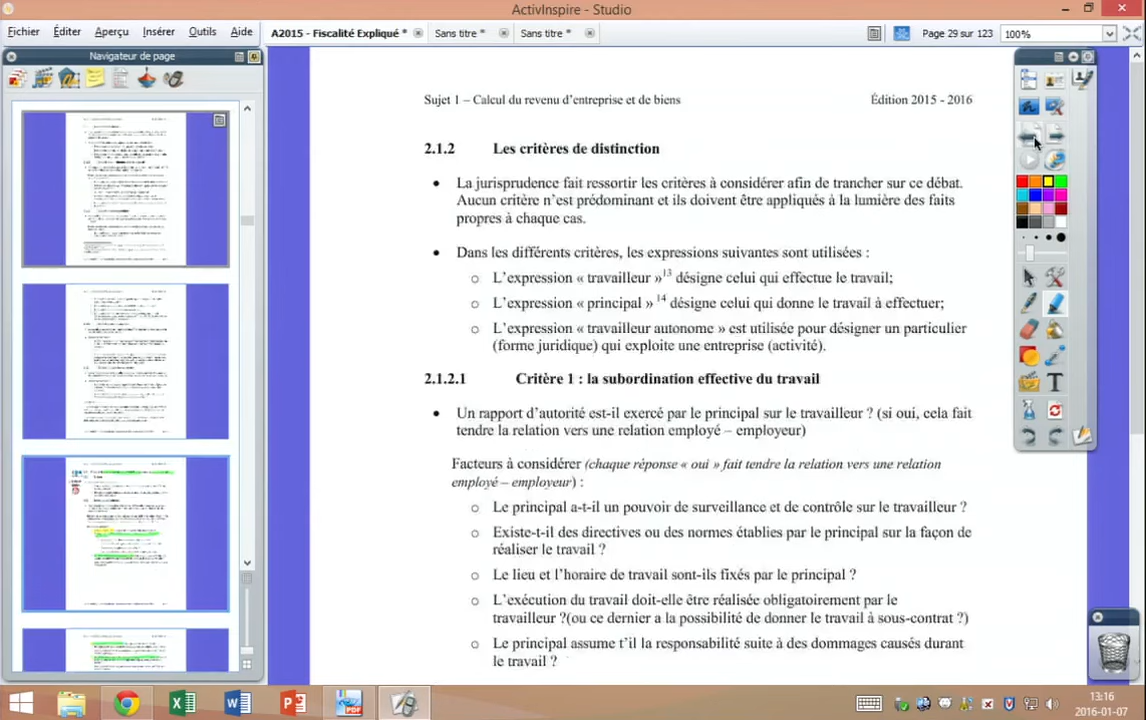 ActivInspire - Studio
Fichier Éditer Aperçu Insérer Outils Aide
A2015 - Fiscalité Expliqué * Sans titre * Sans titre *
Page 29 sur 123
100%
Navigateur de page
Sujet 1 – Calcul du revenu d'entreprise et de biens Édition 2015 - 2016
2.1.2 Les critères de distinction
• La jurisprudence fait ressortir les critères à considérer afin de trancher sur ce débat.
Aucun critère n'est prédominant et ils doivent être appliqués à la lumière des faits
propres à chaque cas.
• Dans les différents critères, les expressions suivantes sont utilisées :
o L'expression « travailleur »13 désigne celui qui effectue le travail;
o L'expression « principal » 14 désigne celui qui donne le travail à effectuer;
o L'expression « travailleur autonome » est utilisée pour désigner un particulier
(forme juridique) qui exploite une entreprise (activité).
2.1.2.1 Critère 1 : la subordination effective du travail
• Un rapport d'autorité est-il exercé par le principal sur le travailleur ? (si oui, cela fait
tendre la relation vers une relation employé – employeur)
Facteurs à considérer (chaque réponse « oui » fait tendre la relation vers une relation
employé – employeur) :
o Le principal a-t-il un pouvoir de surveillance et de contrôle sur le travailleur ?
o Existe-t-il des directives ou des normes établies par le principal sur la façon de
réaliser le travail ?
o Le lieu et l'horaire de travail sont-ils fixés par le principal ?
o L'exécution du travail doit-elle être réalisée obligatoirement par le
travailleur ?(ou ce dernier a la possibilité de donner le travail à sous-contrat ?)
o Le principal assume t'il la responsabilité suite à des dommages causés durant
le travail ?
13:16
2016-01-07